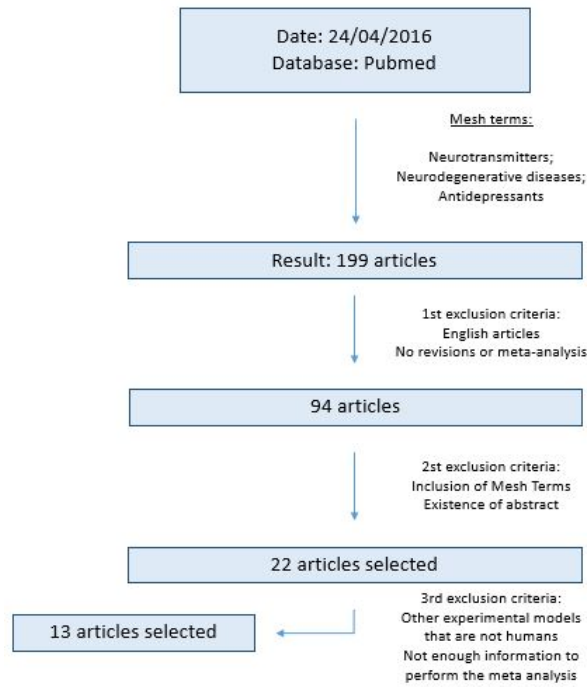 Date: 24/04/2016
Database: Pubmed
Mesh terms:
Neurotransmitters;
Neurodegenerative diseases;
Antidepressants
Result: 199 articles
1st exclusion criteria:
English articles
No revisions or meta-analysis
94 articles
2st exclusion criteria:
Inclusion of Mesh Terms
Existence of abstract
22 articles selected
3rd exclusion criteria:
Other experimental models
that are not humans
Not enough information to
perform the meta analysis
13 articles selected